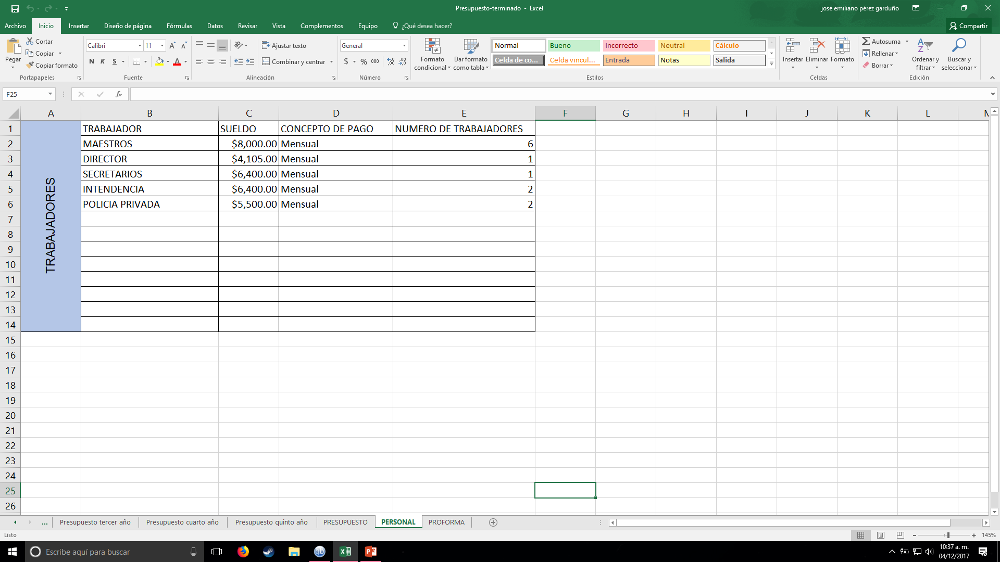 Presupuesto-terminado - Excel
josé emiliano pérez garduño
Archivo Inicio Insertar Diseño de página Fórmulas Datos Revisar Vista Complementos Equipo ¿Qué desea hacer? Compartir
Pegar
Cortar
Copiar
Copiar formato
Portapapeles
Calibri 11
N K S
Fuente
Ajustar texto
Combinar y centrar
Alineación
General
$ % 000
Número
Formato condicional
Dar formato como tabla
Normal Bueno Incorrecto Neutral Cálculo
Celda de co... Celda vincul... Entrada Notas Salida
Estilos
Insertar Eliminar Formato
Celdas
Autosuma
Rellenar
Borrar
Ordenar y filtrar
Buscar y seleccionar
Edición
F25 fx
A B C D E F G H I J K L
TRABAJADORES
1 TRABAJADOR SUELDO CONCEPTO DE PAGO NUMERO DE TRABAJADORES
2 MAESTROS $8,000.00 Mensual 6
3 DIRECTOR $4,105.00 Mensual 1
4 SECRETARIOS $6,400.00 Mensual 1
5 INTENDENCIA $6,400.00 Mensual 2
6 POLICIA PRIVADA $5,500.00 Mensual 2
7
8
9
10
11
12
13
14
15
16
17
18
19
20
21
22
23
24
25
26
... Presupuesto tercer año Presupuesto cuarto año Presupuesto quinto año PRESUPUESTO PERSONAL PROFORMA
Listo 145%
Escribe aquí para buscar
10:37 a. m.
04/12/2017